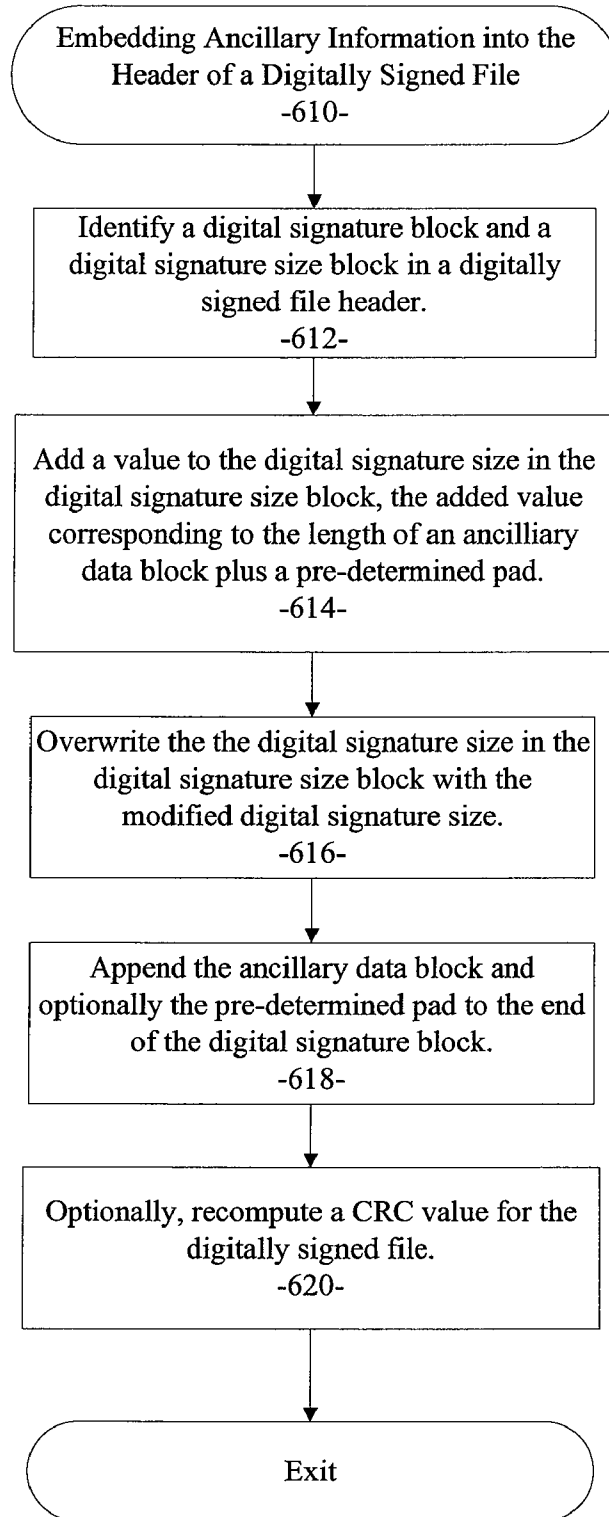 Embedding Ancillary Information into the
Header of a Digitally Signed File
-610-
Identify a digital signature block and a
digital signature size block in a digitally
signed file header.
-612-
Add a value to the digital signature size in the
digital signature size block, the added value
corresponding to the length of an ancilliary
data block plus a pre-determined pad.
-614-
Overwrite the the digital signature size in the
digital signature size block with the
modified digital signature size.
-616-
Append the ancillary data block and
optionally the pre-determined pad to the end
of the digital signature block.
-618-
Optionally, recompute a CRC value for the
digitally signed file.
-620-
Exit